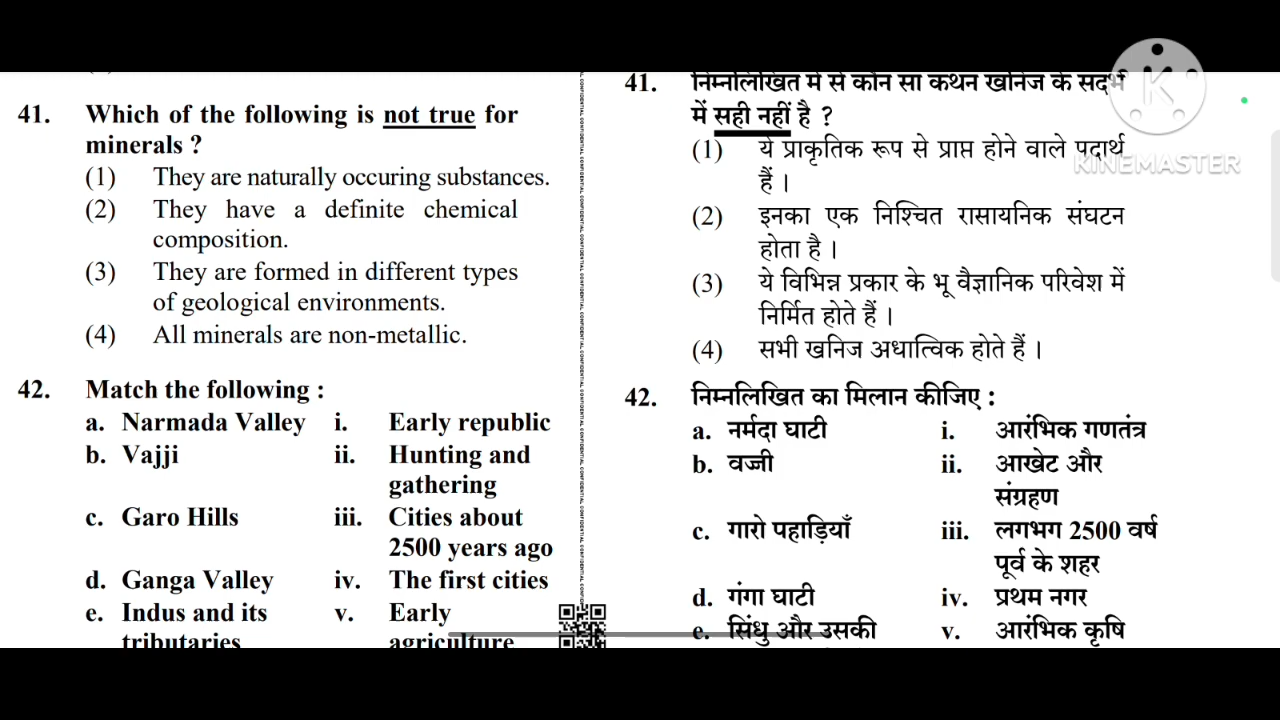 41. Which of the following is not true for
minerals ?
(1) They are naturally occuring substances.
(2) They have a definite chemical
composition.
(3) They are formed in different types
of geological environments.
(4) All minerals are non-metallic.
42. Match the following :
a. Narmada Valley i. Early republic
b. Vajji ii. Hunting and
gathering
c. Garo Hills iii. Cities about
2500 years ago
d. Ganga Valley iv. The first cities
e. Indus and its v. Early
tributaries agriculture
41. निम्नलिखित में से कौन सा कथन खनिज के संदर्भ
में सही नहीं है ?
(1) ये प्राकृतिक रूप से प्राप्त होने वाले पदार्थ
हैं ।
(2) इनका एक निश्चित रासायनिक संघटन
होता है ।
(3) ये विभिन्न प्रकार के भू वैज्ञानिक परिवेश में
निर्मित होते हैं ।
(4) सभी खनिज अधात्विक होते हैं ।
42. निम्नलिखित का मिलान कीजिए :
a. नर्मदा घाटी i. आरंभिक गणतंत्र
b. वज्जी ii. आखेट और
संग्रहण
c. गारो पहाड़ियाँ iii. लगभग 2500 वर्ष
पूर्व के शहर
d. गंगा घाटी iv. प्रथम नगर
e. सिंधु और उसकी v. आरंभिक कृषि
K
KINEMASTER